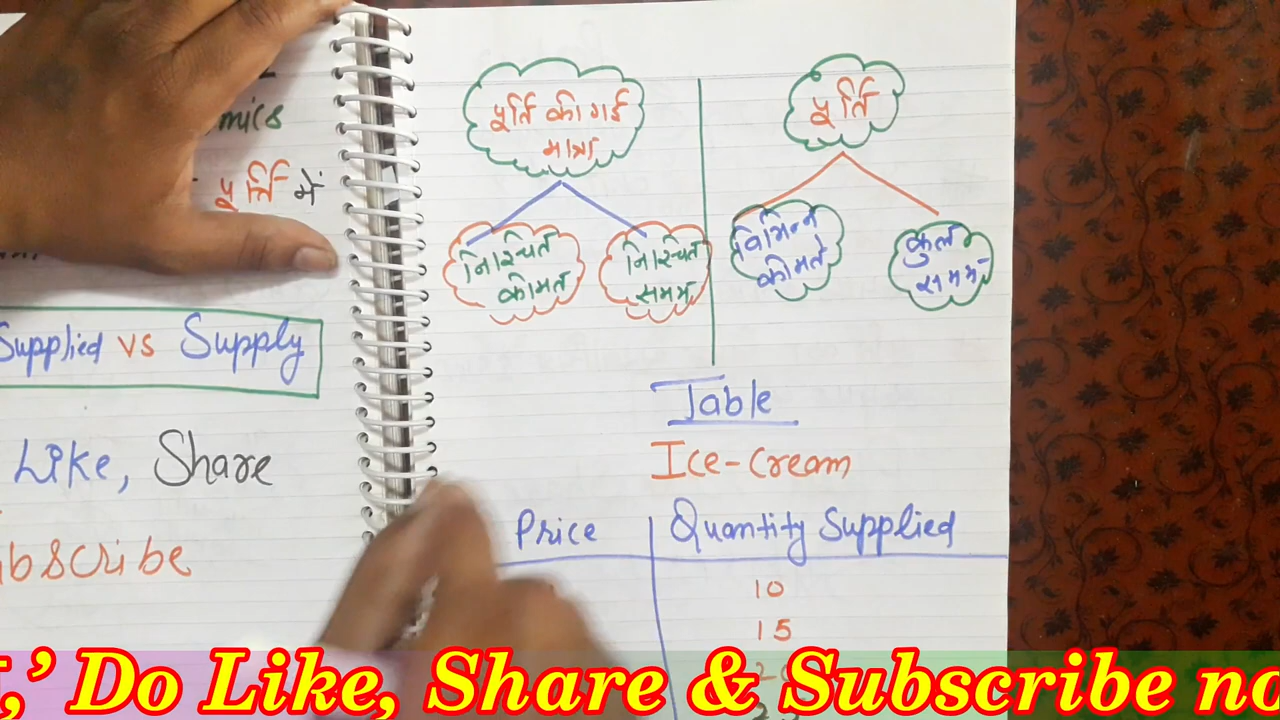 mics
पूर्ति में
Supplied vs Supply
Like, Share
bscribe
पूर्ति की गई
मात्रा
निश्चित
कीमत
निश्चित
समय
पूर्ति
विभिन्न
कीमतें
कुल
समय
Table
Ice-Cream
Price Quantity Supplied
10
15
,’ Do Like, Share & Subscribe no